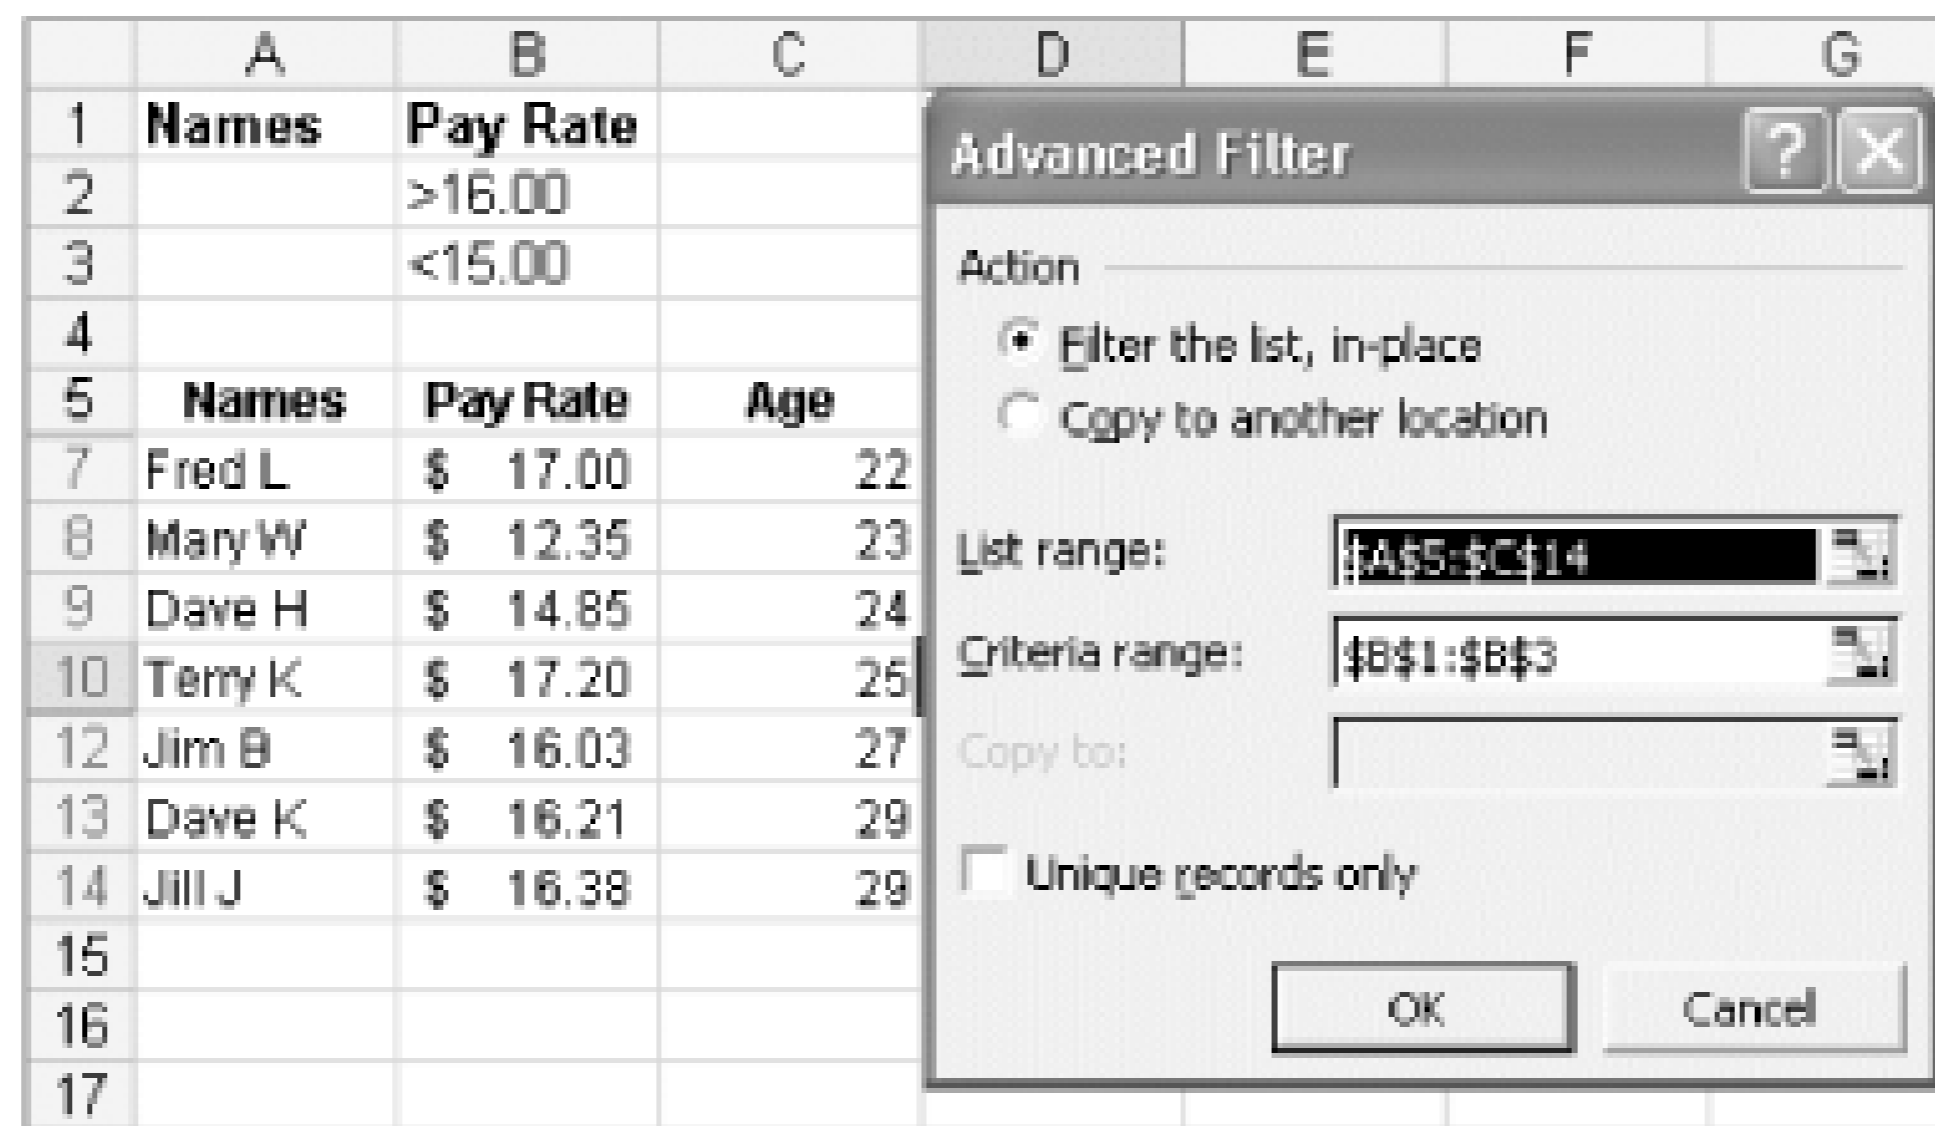 A B C D E F G
1 Names Pay Rate
2 >16.00
3 <15.00
4
5 Names Pay Rate Age
7 Fred L $ 17.00 22
8 Mary W $ 12.35 23
9 Dave H $ 14.85 24
10 Terry K $ 17.20 25
12 Jim B $ 16.03 27
13 Dave K $ 16.21 29
14 Jill J $ 16.38 29
15
16
17
Advanced Filter ? X
Action
Filter the list, in-place
Copy to another location
List range: $A$5:$C$14
Criteria range: $B$1:$B$3
Copy to:
Unique records only
OK Cancel